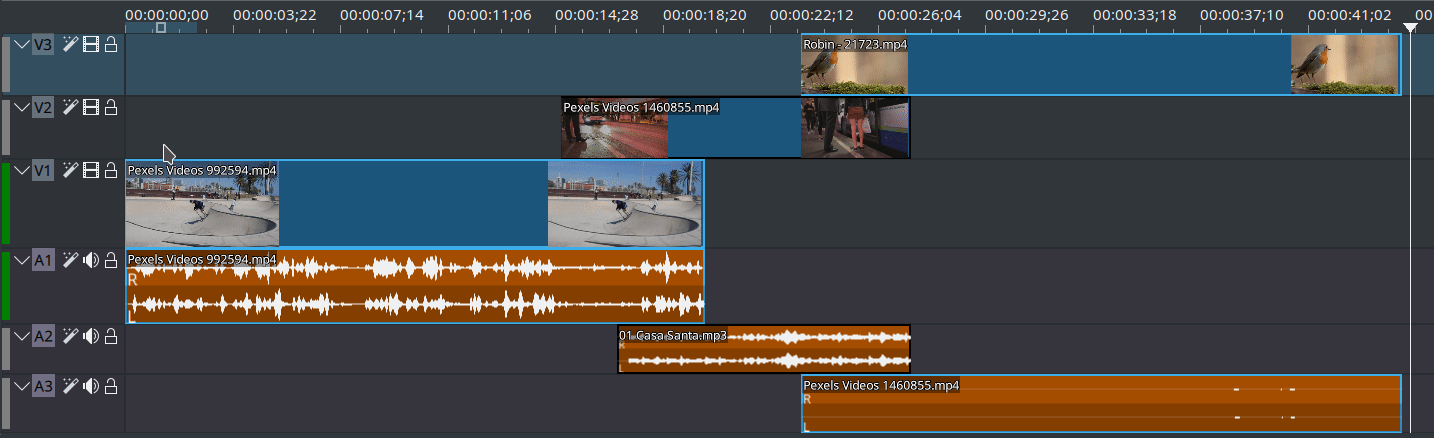 00:00:00;00 00:00:03;22 00:00:07;14 00:00:11;06 00:00:14;28 00:00:18;20 00:00:22;12 00:00:26;04 00:00:29;26 00:00:33;18 00:00:37;10 00:00:41;02 00
V3 Robin - 21723.mp4
V2 Pexels Videos 1460855.mp4
V1 Pexels Videos 992594.mp4
A1 Pexels Videos 992594.mp4
R
L
A2 01 Casa Santa.mp3
R
L
A3 Pexels Videos 1460855.mp4
R
L